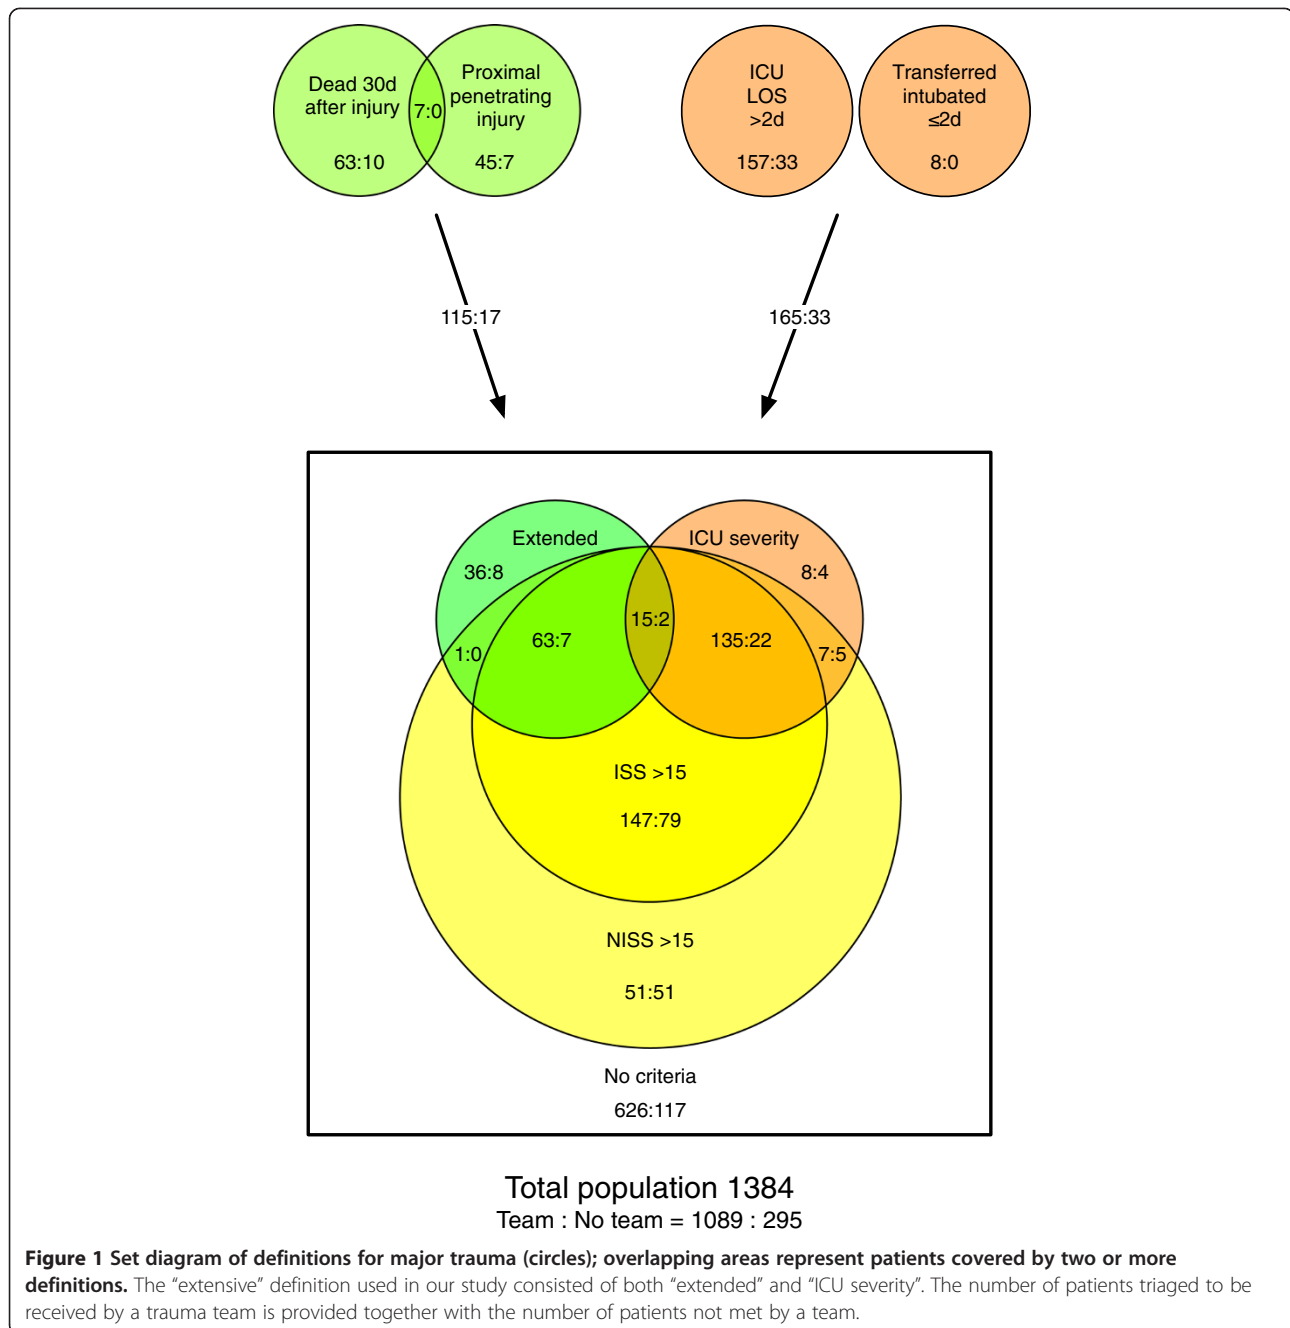 Dead 30d
after injury
63:10
7:0
Proximal
penetrating
injury
45:7
ICU
LOS
>2d
157:33
Transferred
intubated
≤2d
8:0
115:17
165:33
Extended
36:8
ICU severity
8:4
1:0
63:7
15:2
135:22
7:5
ISS >15
147:79
NISS >15
51:51
No criteria
626:117
Total population 1384
Team : No team = 1089 : 295
Figure 1 Set diagram of definitions for major trauma (circles); overlapping areas represent patients covered by two or more
definitions. The “extensive” definition used in our study consisted of both “extended” and “ICU severity”. The number of patients triaged to be
received by a trauma team is provided together with the number of patients not met by a team.